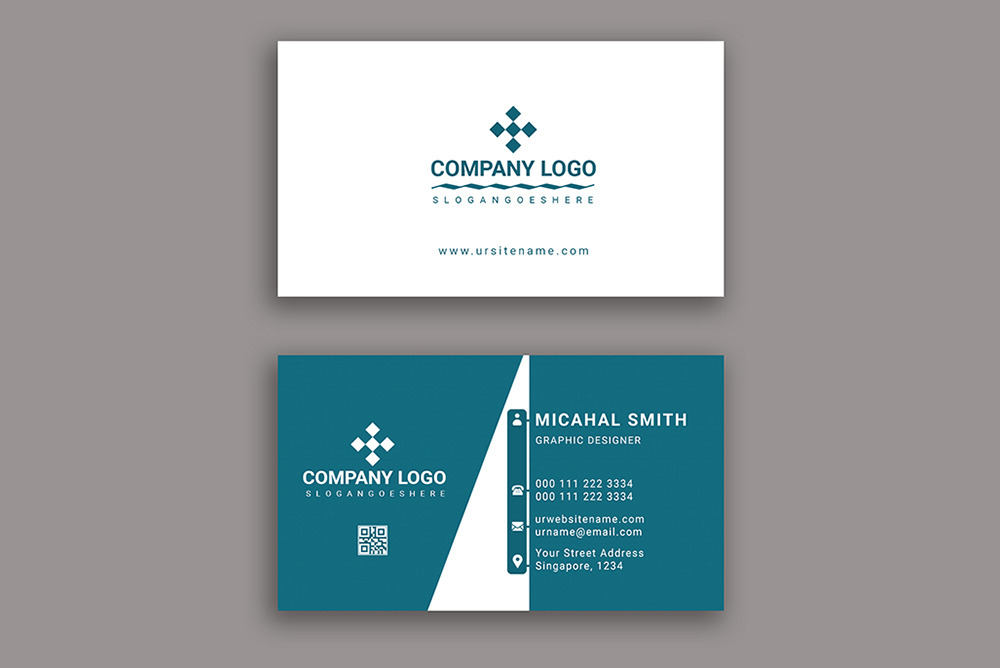 COMPANY LOGO
SLOGANGOESHERE
www.ursitename.com
COMPANY LOGO
SLOGANGOESHERE
MICAHAL SMITH
GRAPHIC DESIGNER
000 111 222 3334
000 111 222 3334
urwebsitename.com
urname@email.com
Your Street Address
Singapore, 1234